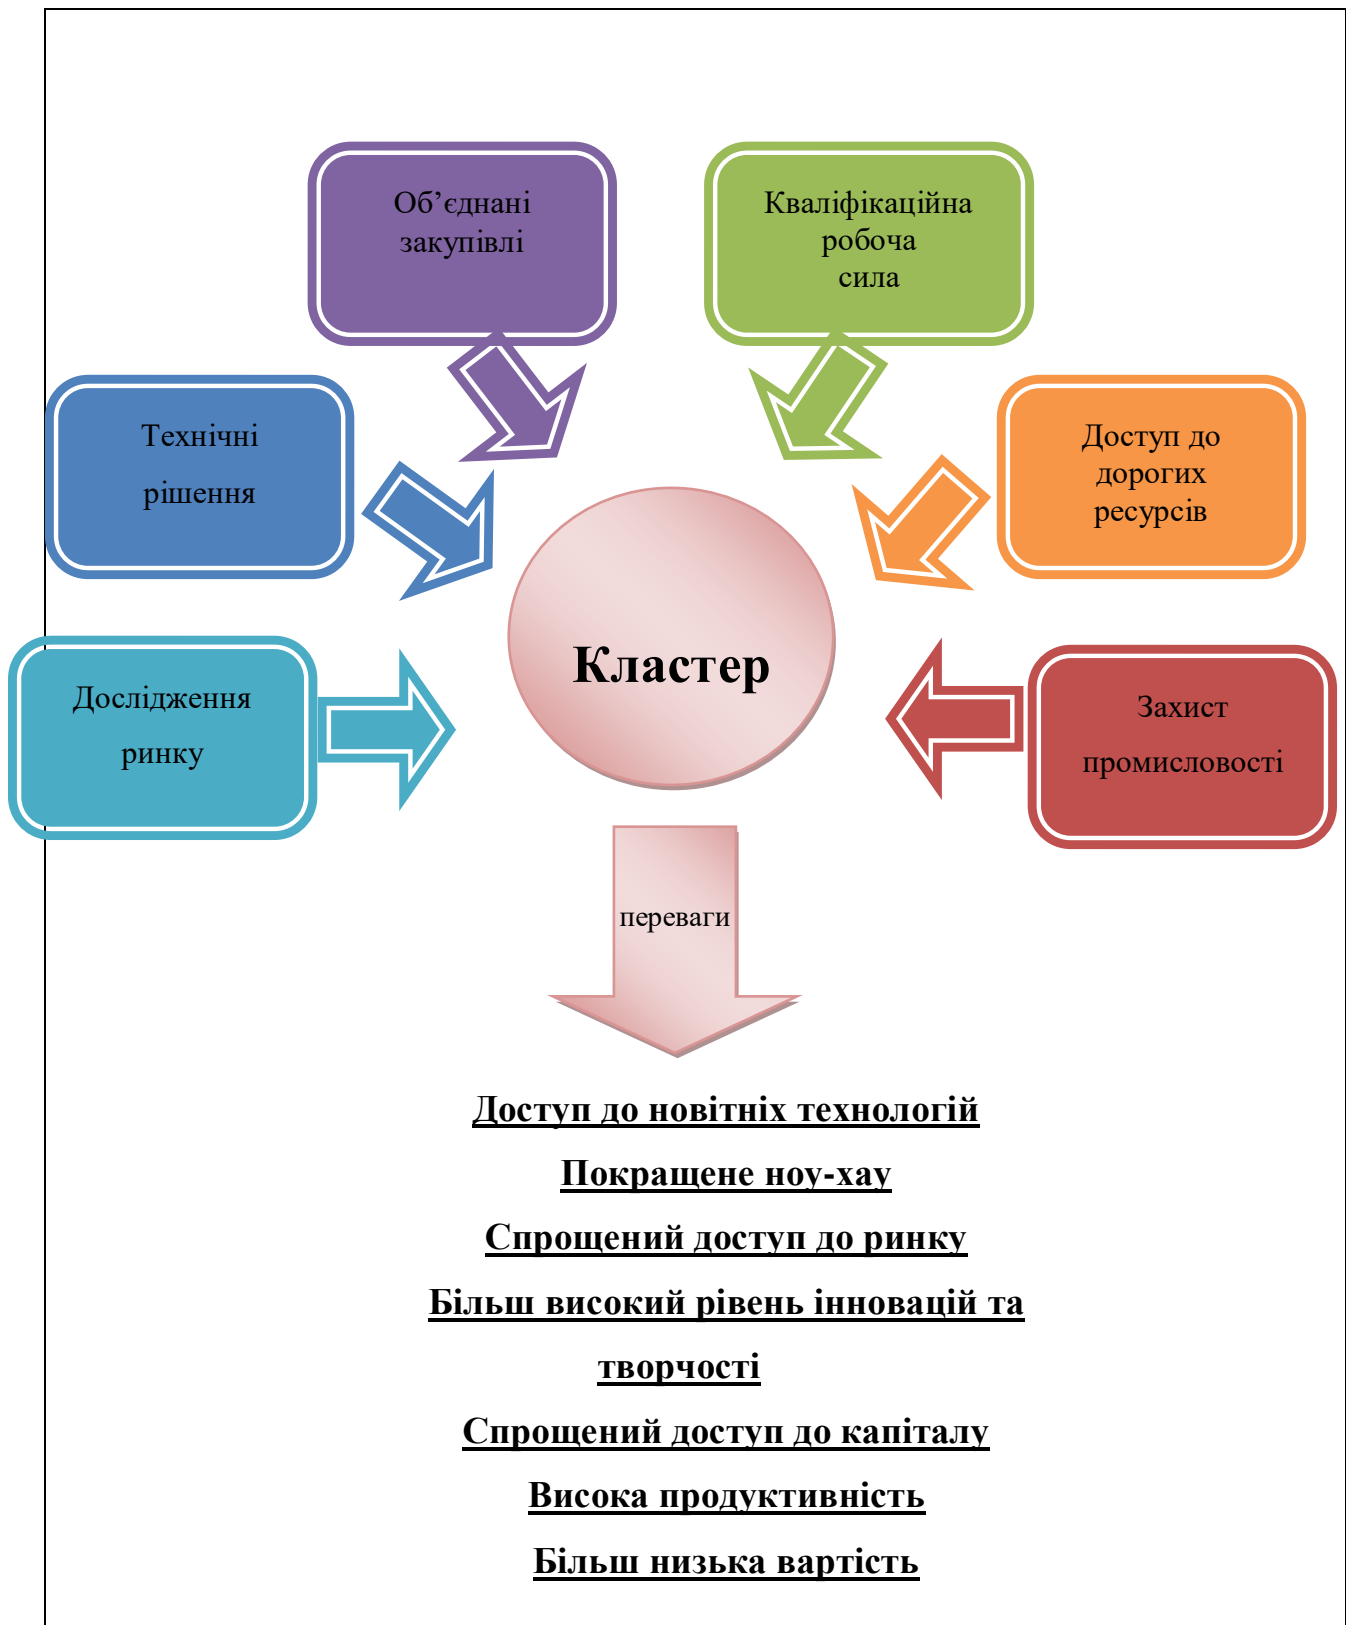 Об’єднані
закупівлі
Кваліфікаційна
робоча
сила
Технічні
рішення
Доступ до
дорогих
ресурсів
Дослідження
ринку
Кластер
Захист
промисловості
переваги
Доступ до новітніх технологій
Покращене ноу-хау
Спрощений доступ до ринку
Більш високий рівень інновацій та
творчості
Спрощений доступ до капіталу
Висока продуктивність
Більш низька вартість